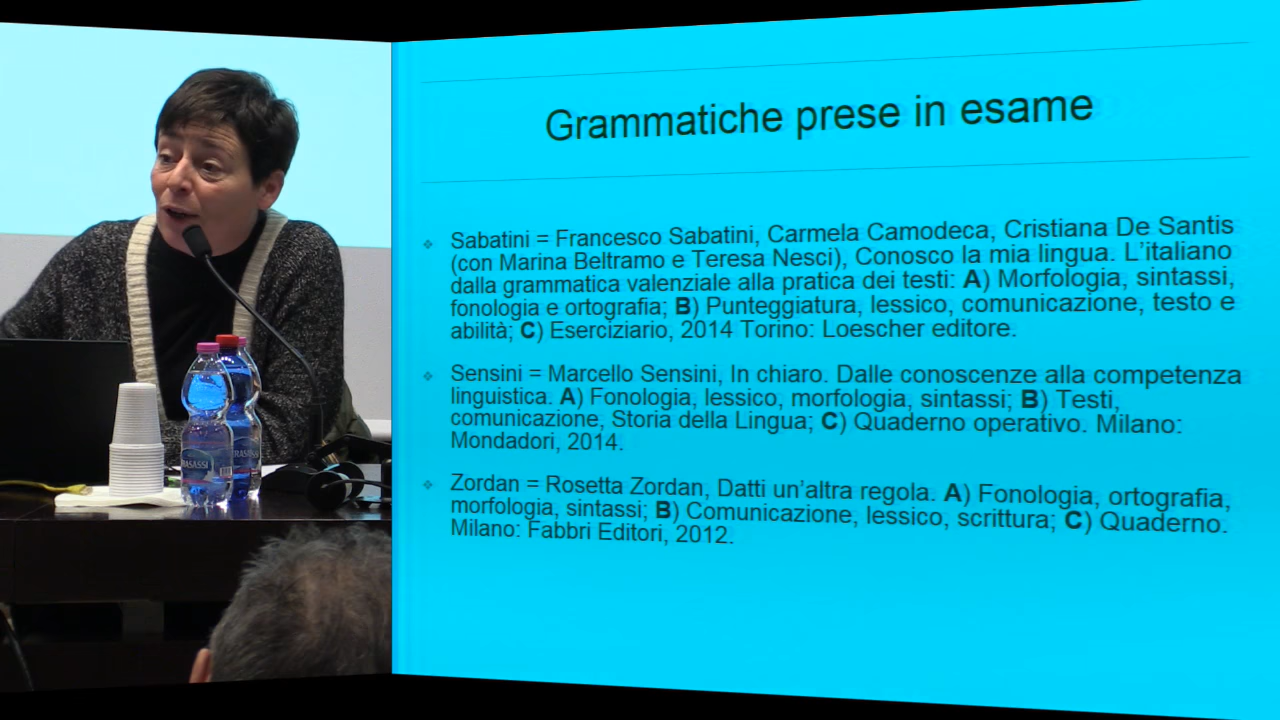 Grammatiche prese in esame
Sabatini = Francesco Sabatini, Carmela Camodeca, Cristiana De Santis
(con Marina Beltramo e Teresa Nesci), Conosco la mia lingua. L'italiano
dalla grammatica valenziale alla pratica dei testi: A) Morfologia, sintassi,
fonologia e ortografia; B) Punteggiatura, lessico, comunicazione, testo e
abilità; C) Eserciziario, 2014 Torino: Loescher editore.
Sensini = Marcello Sensini, In chiaro. Dalle conoscenze alla competenza
linguistica. A) Fonologia, lessico, morfologia, sintassi; B) Testi,
comunicazione, Storia della Lingua; C) Quaderno operativo. Milano:
Mondadori, 2014.
Zordan = Rosetta Zordan, Datti un'altra regola. A) Fonologia, ortografia,
morfologia, sintassi; B) Comunicazione, lessico, scrittura; C) Quaderno.
Milano: Fabbri Editori, 2012.